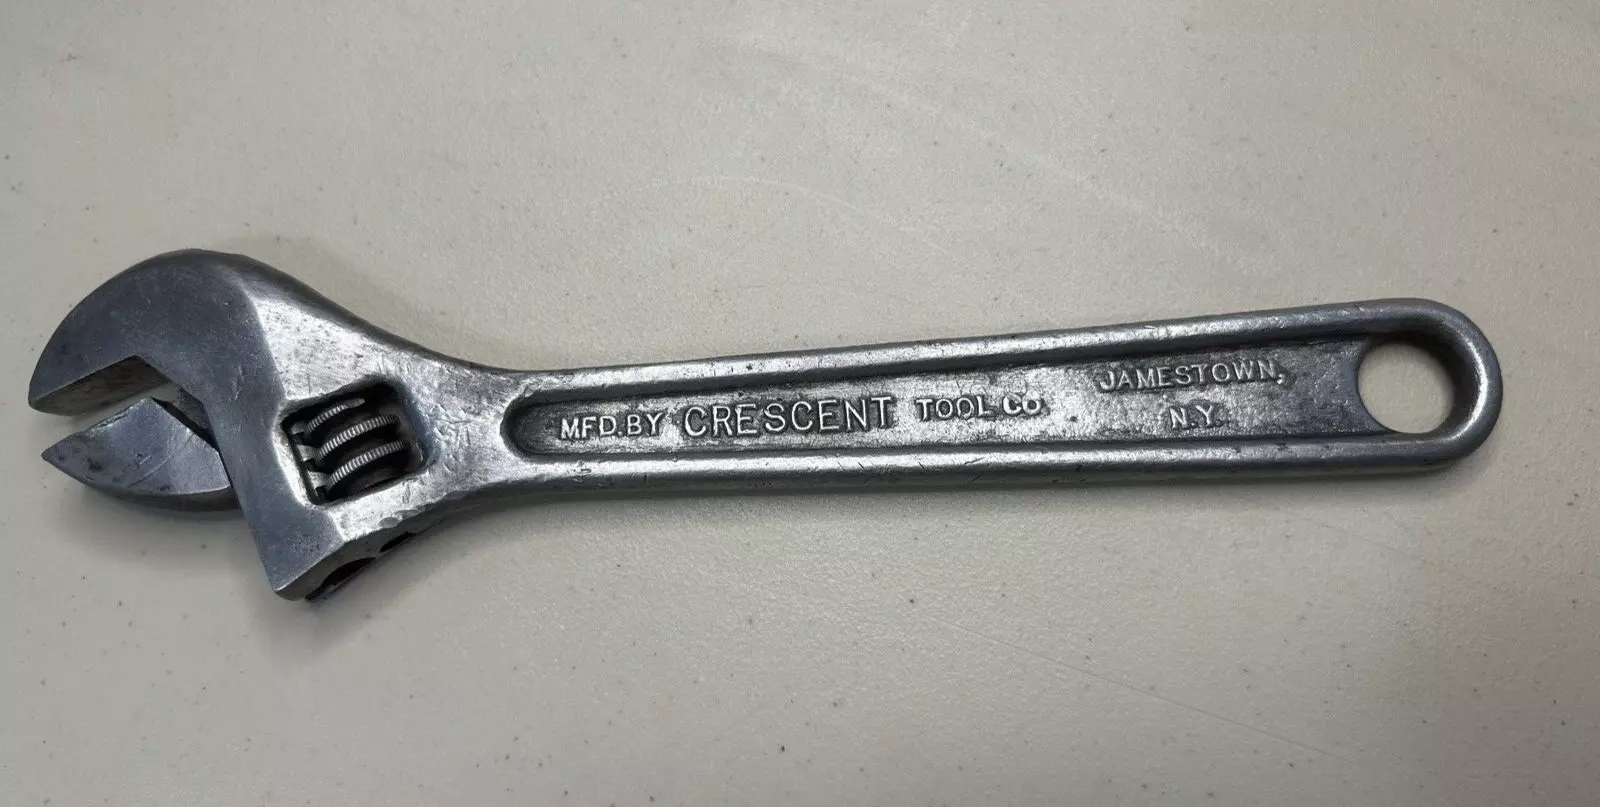 MFD. BY CRESCENT TOOL CO
JAMESTOWN,
N.Y.